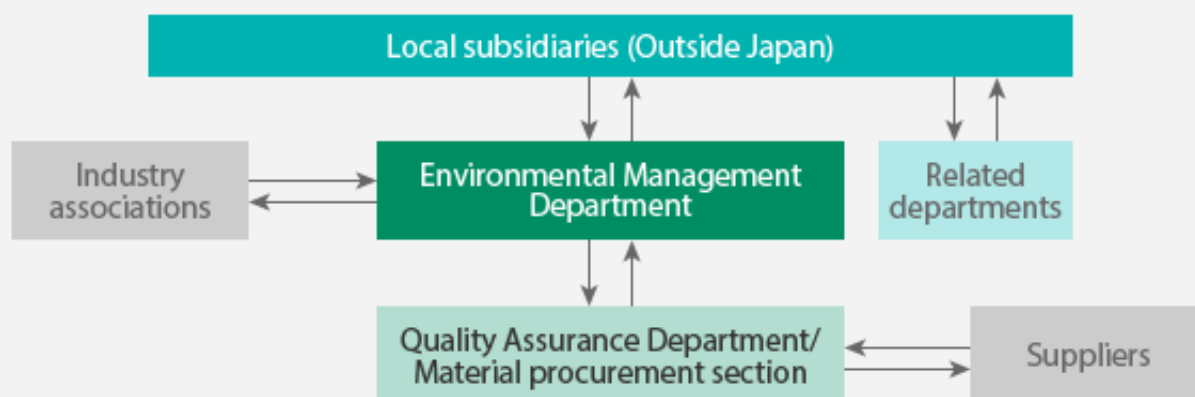 Local subsidiaries (Outside Japan)
Industry
associations
Environmental Management
Department
Related
departments
Quality Assurance Department/
Material procurement section
Suppliers